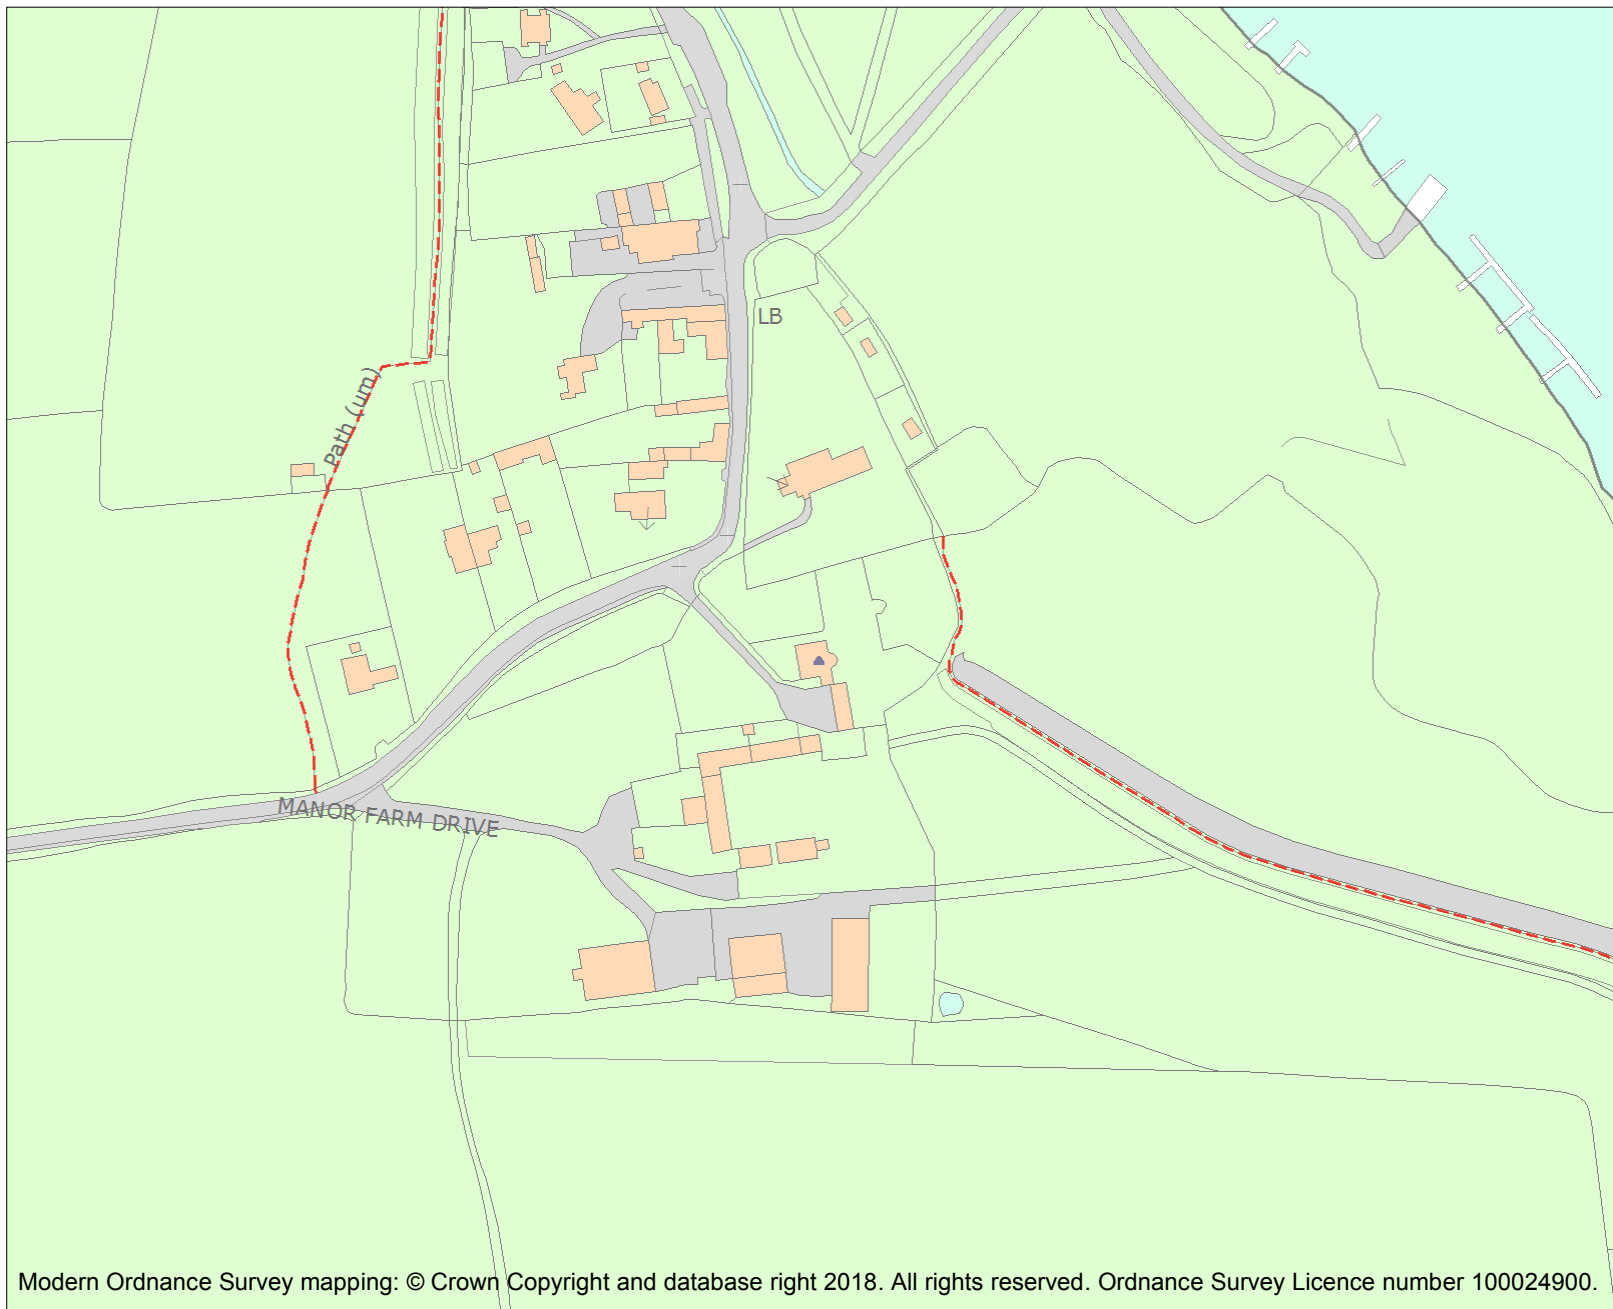 LB
Path (um)
MANOR FARM DRIVE
Modern Ordnance Survey mapping: © Crown Copyright and database right 2018. All rights reserved. Ordnance Survey Licence number 100024900.